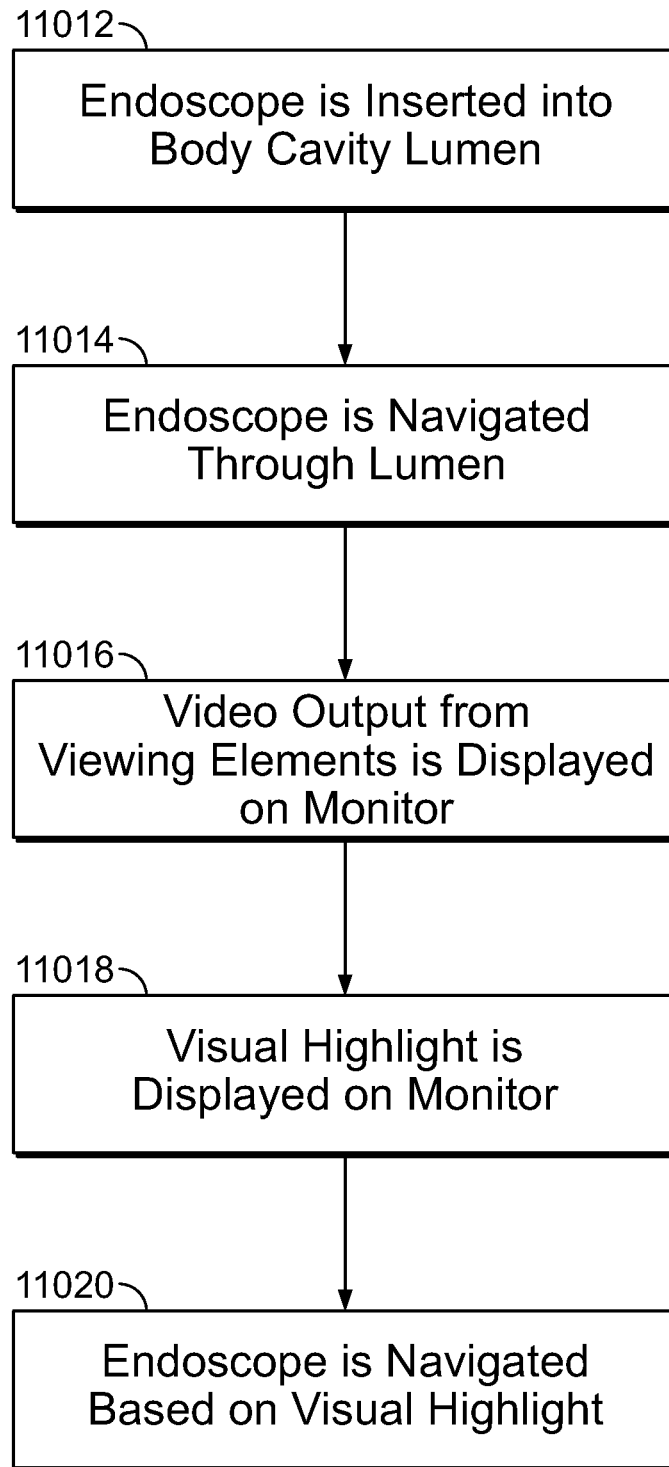 11012
Endoscope is Inserted into
Body Cavity Lumen
11014
Endoscope is Navigated
Through Lumen
11016
Video Output from
Viewing Elements is Displayed
on Monitor
11018
Visual Highlight is
Displayed on Monitor
11020
Endoscope is Navigated
Based on Visual Highlight